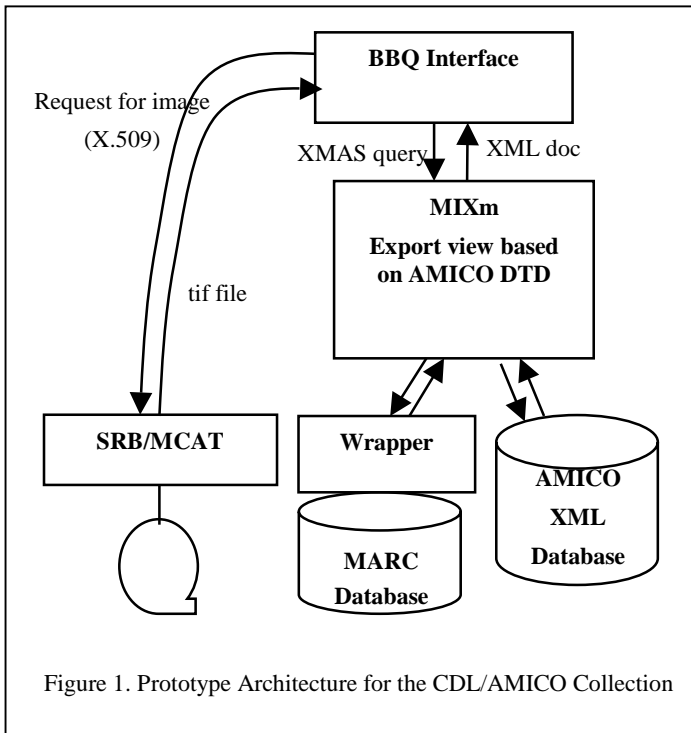 BBQ Interface
Request for image
(X.509)
XMAS query
XML doc
MIXm
Export view based
on AMICO DTD
tif file
SRB/MCAT
Wrapper
AMICO
XML
Database
MARC
Database
Figure 1. Prototype Architecture for the CDL/AMICO Collection